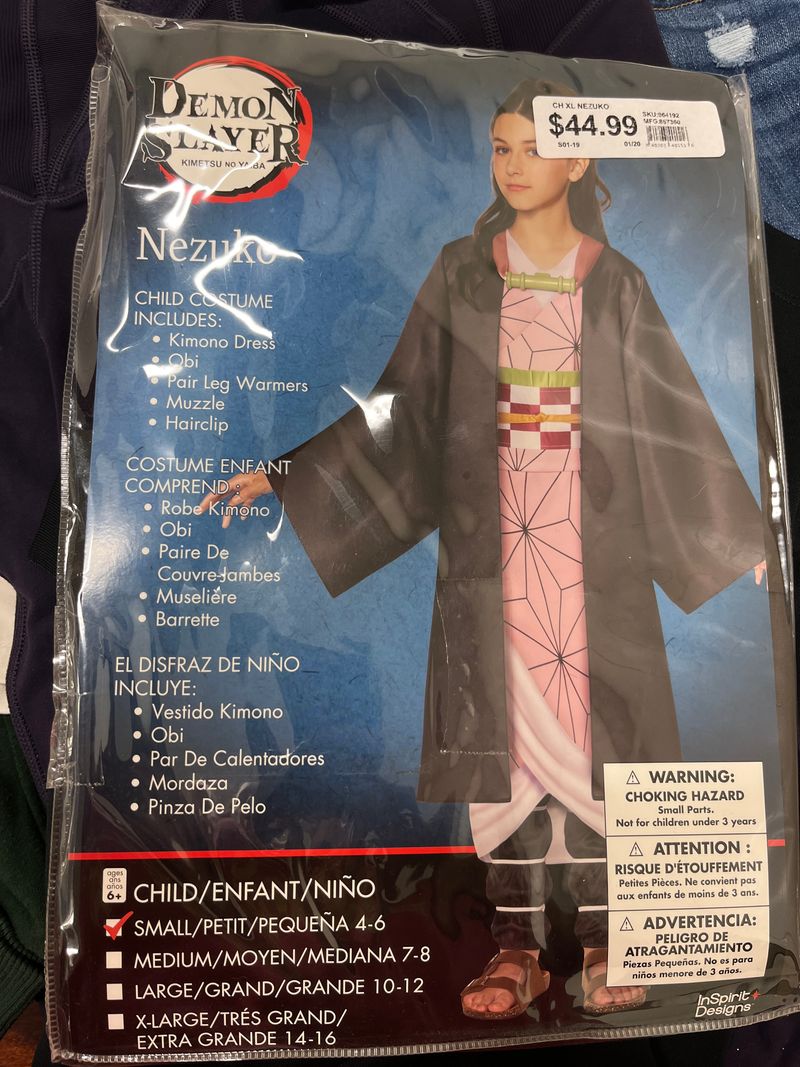 DEMON
SLAYER
KIMETSU NO YAIBA
CH XL NEZUKO
$44.99
SKU:964192
MFG:857360
S01-19
01/20
Nezuko
CHILD COSTUME
INCLUDES:
• Kimono Dress
• Obi
• Pair Leg Warmers
• Muzzle
• Hairclip
COSTUME ENFANT
COMPREND :
• Robe Kimono
• Obi
• Paire De
Couvre-Jambes
• Muselière
• Barrette
EL DISFRAZ DE NIÑO
INCLUYE:
• Vestido Kimono
• Obi
• Par De Calentadores
• Mordaza
• Pinza De Pelo
ages
ans
años
6+
CHILD/ENFANT/NIÑO
SMALL/PETIT/PEQUEÑA 4-6
MEDIUM/MOYEN/MEDIANA 7-8
LARGE/GRAND/GRANDE 10-12
X-LARGE/TRÉS GRAND/
EXTRA GRANDE 14-16
⚠ WARNING:
CHOKING HAZARD
Small Parts.
Not for children under 3 years
⚠ ATTENTION :
RISQUE D'ÉTOUFFEMENT
Petites Pièces. Ne convient pas
aux enfants de moins de 3 ans.
⚠ ADVERTENCIA:
PELIGRO DE
ATRAGANTAMIENTO
Piezas Pequeñas. No es para
niños menore de 3 años.
InSpirit
Designs